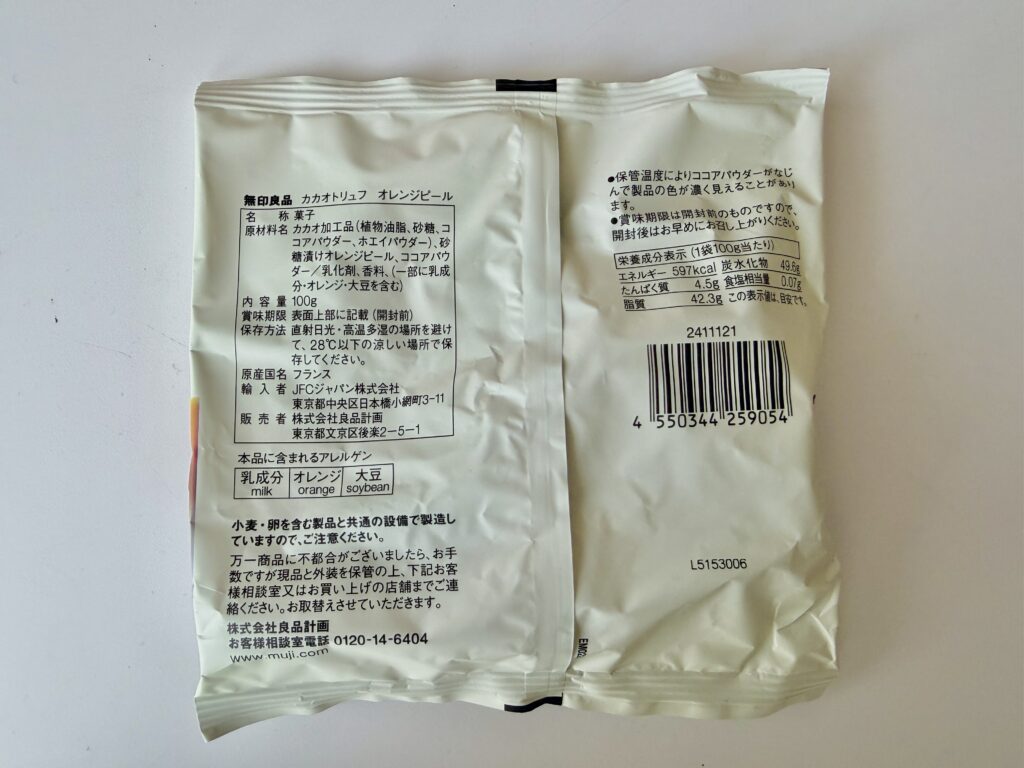 無印良品 カカオトリュフ オレンジピール
名称 菓子
原材料名 カカオ加工品(植物油脂、砂糖、コ
コアパウダー、ホエイパウダー)、砂
糖漬けオレンジピール、ココアパウ
ダー/乳化剤、香料、(一部に乳成
分・オレンジ・大豆を含む)
内容量 100g
賞味期限 表面上部に記載(開封前)
保存方法 直射日光・高温多湿の場所を避け
て、28℃以下の涼しい場所で保
存してください。
原産国名 フランス
輸入者 JFCジャパン株式会社
東京都中央区日本橋小網町3-11
販売者 株式会社良品計画
東京都文京区後楽2-5-1
本品に含まれるアレルゲン
乳成分 オレンジ 大豆
milk orange soybean
小麦・卵を含む製品と共通の設備で製造し
ていますので、ご注意ください。
万一商品に不都合がございましたら、お手
数ですが現品と外装を保管の上、下記お客
様相談室又はお買い上げの店舗までご連
絡ください。お取替えさせていただきます。
株式会社良品計画
お客様相談室電話 0120-14-6404
www.muji.com
●保管温度によりココアパウダーがなじ
んで製品の色が濃く見えることがあり
ます。
●賞味期限は開封前のものですので、
開封後はお早めにお召し上がりください。
栄養成分表示(1袋100g当たり)
エネルギー 597kcal 炭水化物 49.6g
たんぱく質 4.5g 食塩相当量 0.07g
脂質 42.3g この表示値は、目安です。
2411121
4 550344 259054
L5153006